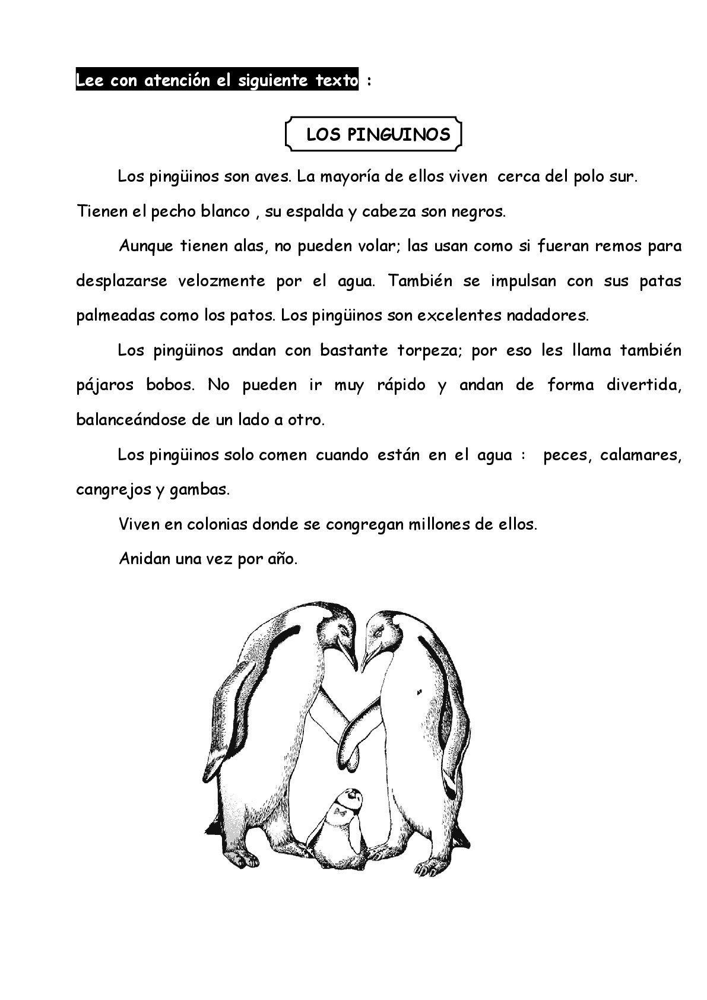 Lee con atención el siguiente texto :
LOS PINGUINOS
Los pingüinos son aves. La mayoría de ellos viven cerca del polo sur.
Tienen el pecho blanco , su espalda y cabeza son negros.
Aunque tienen alas, no pueden volar; las usan como si fueran remos para
desplazarse velozmente por el agua. También se impulsan con sus patas
palmeadas como los patos. Los pingüinos son excelentes nadadores.
Los pingüinos andan con bastante torpeza; por eso les llama también
pájaros bobos. No pueden ir muy rápido y andan de forma divertida,
balanceándose de un lado a otro.
Los pingüinos solo comen cuando están en el agua : peces, calamares,
cangrejos y gambas.
Viven en colonias donde se congregan millones de ellos.
Anidan una vez por año.